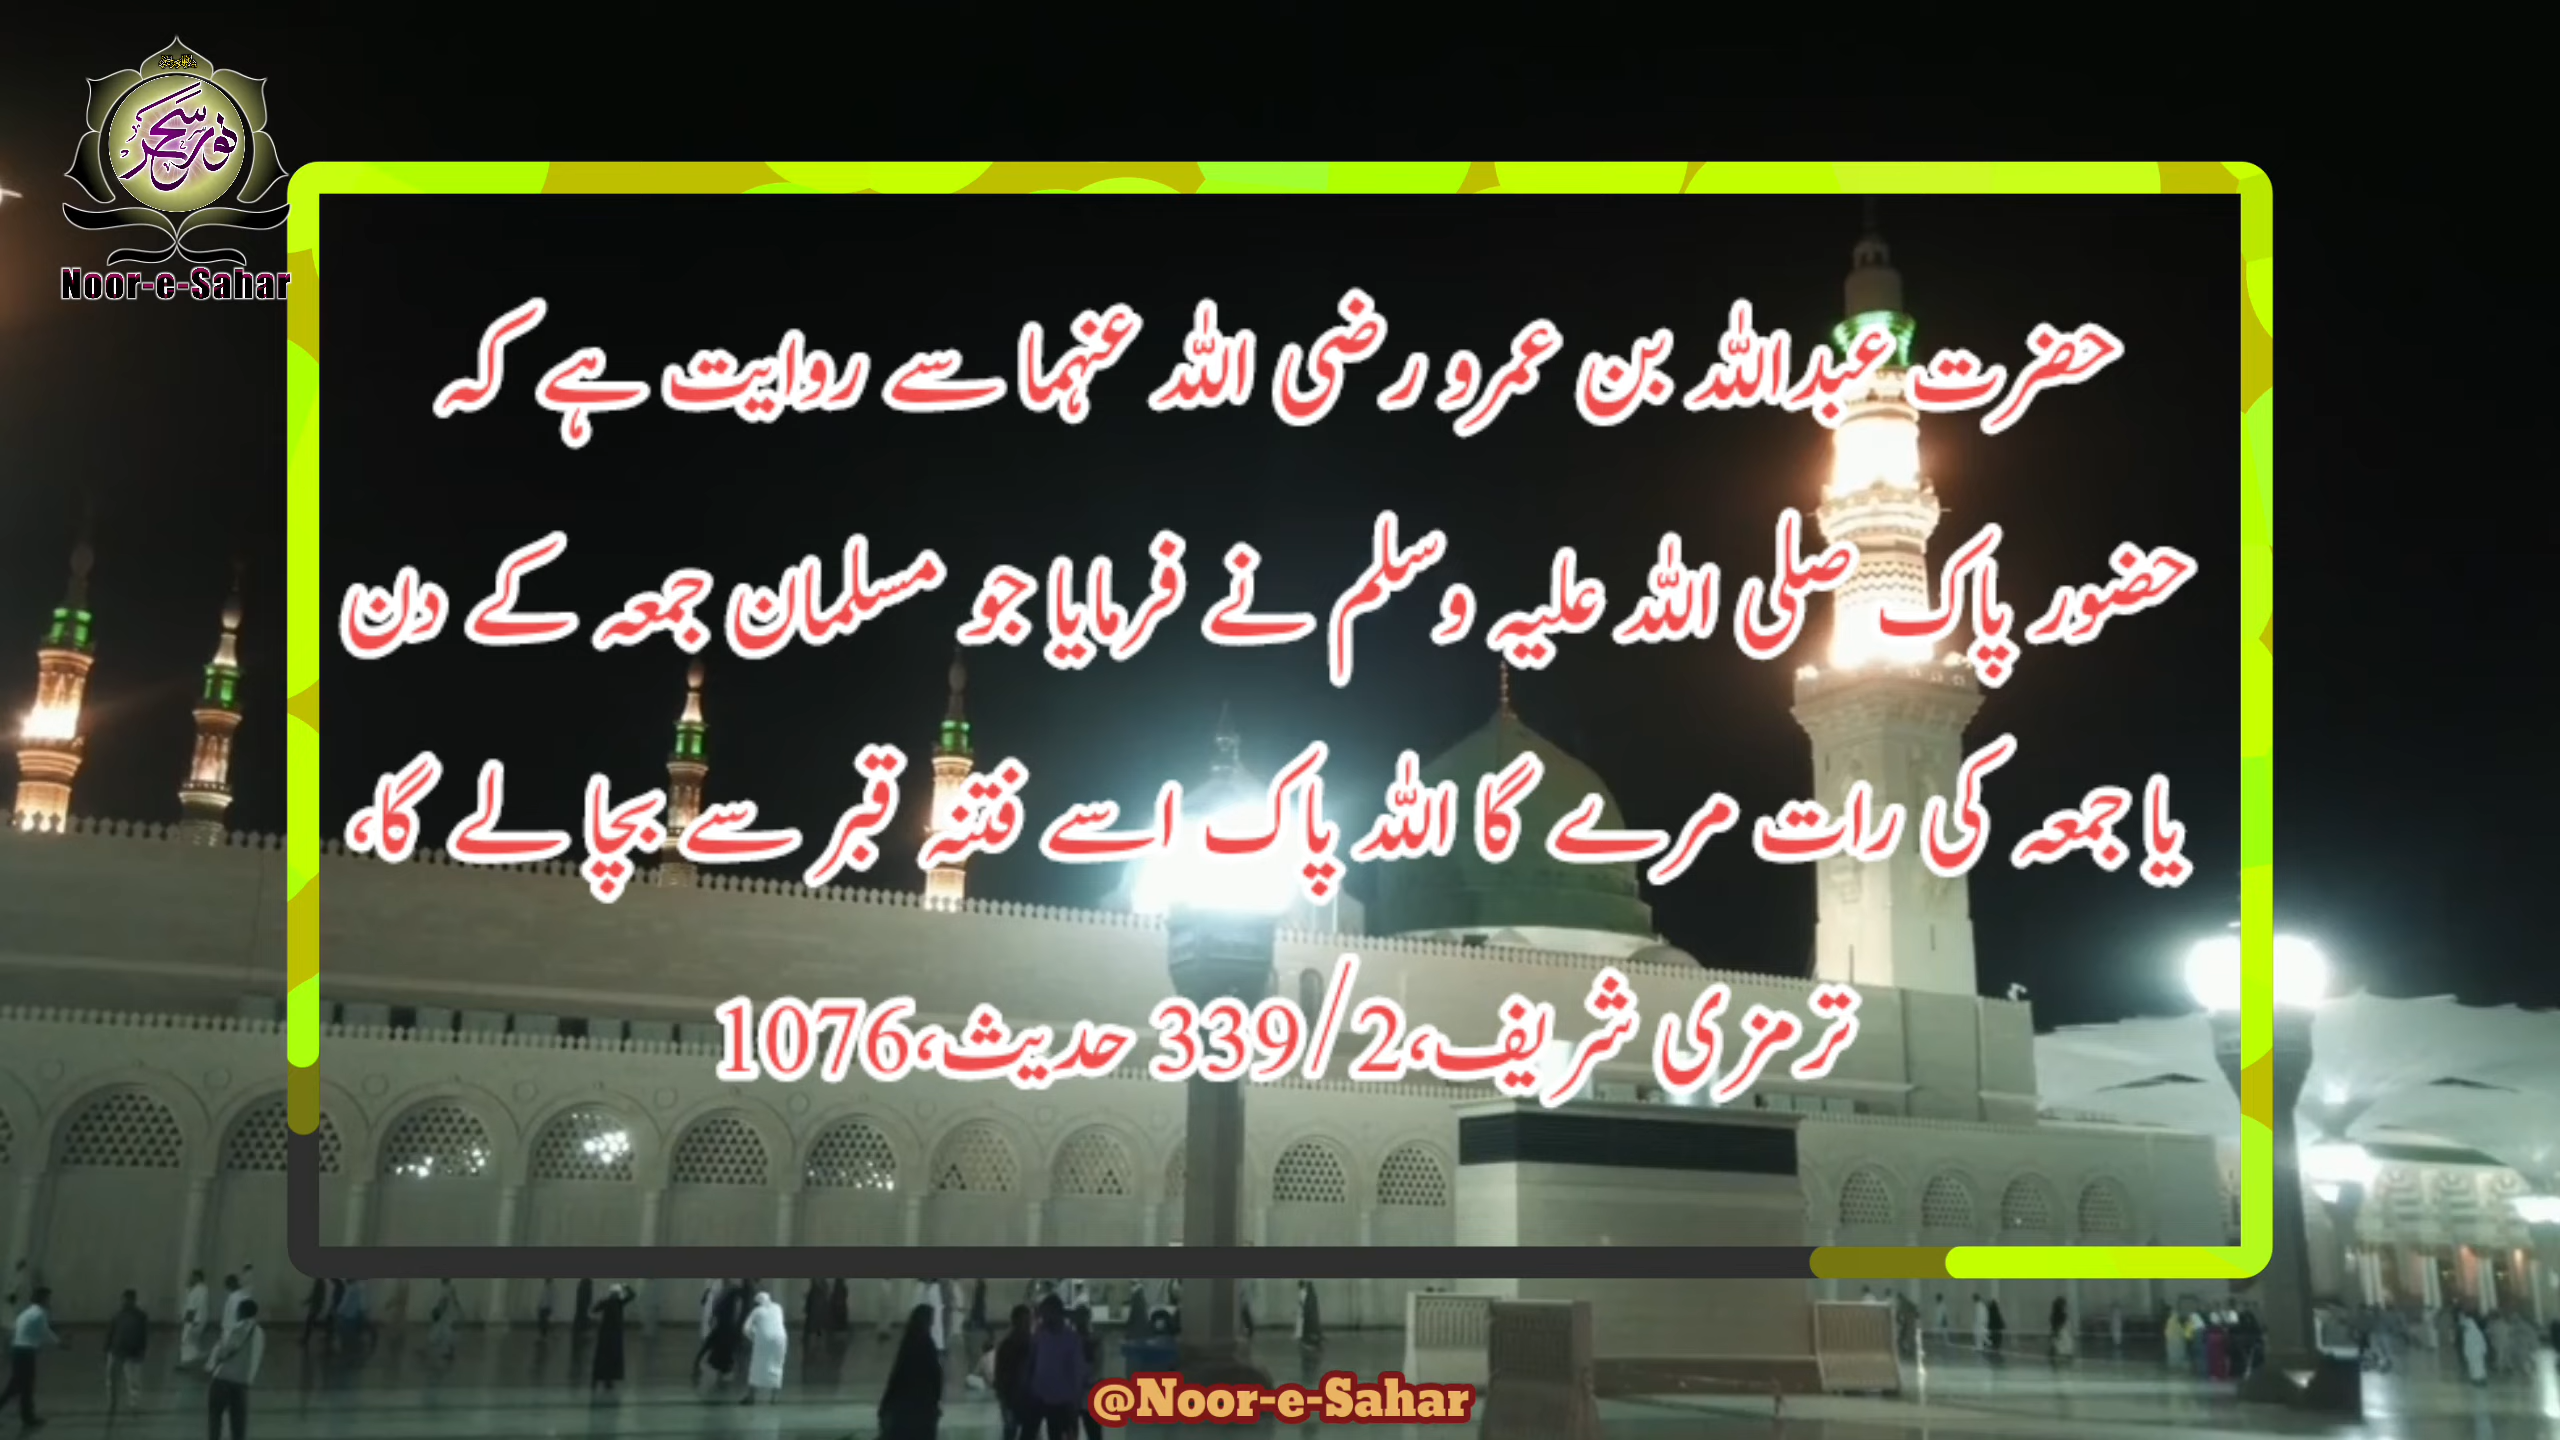 نور سحر
Noor-e-Sahar
حضرت عبداللہ بن عمرو رضی اللہ عنہما سے روایت ہے کہ
حضور پاک صلی اللہ علیہ وسلم نے فرمایا جو مسلمان جمعہ کے دن
یا جمعہ کی رات مرے گا اللہ پاک اسے فتنہ قبر سے بچا لے گا،
ترمزی شریف،339/2 حدیث،1076
@Noor-e-Sahar